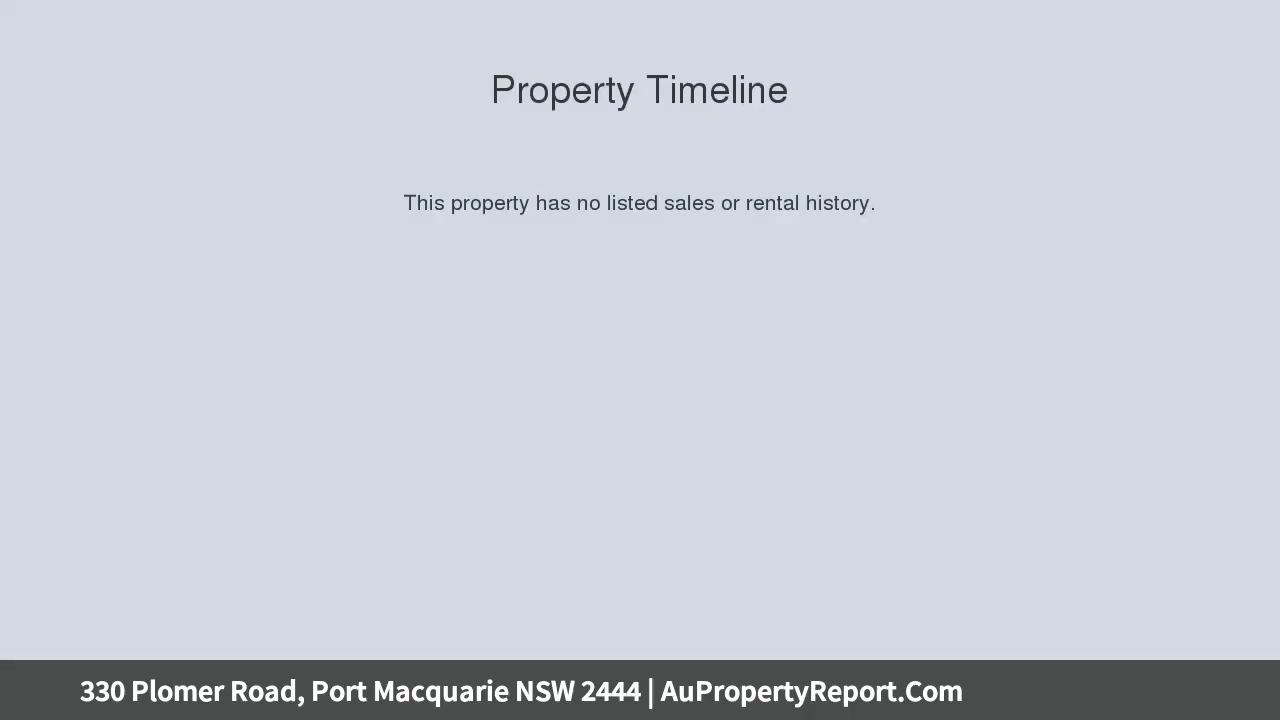 Property Timeline
This property has no listed sales or rental history.
330 Plomer Road, Port Macquarie NSW 2444 | AuPropertyReport.Com